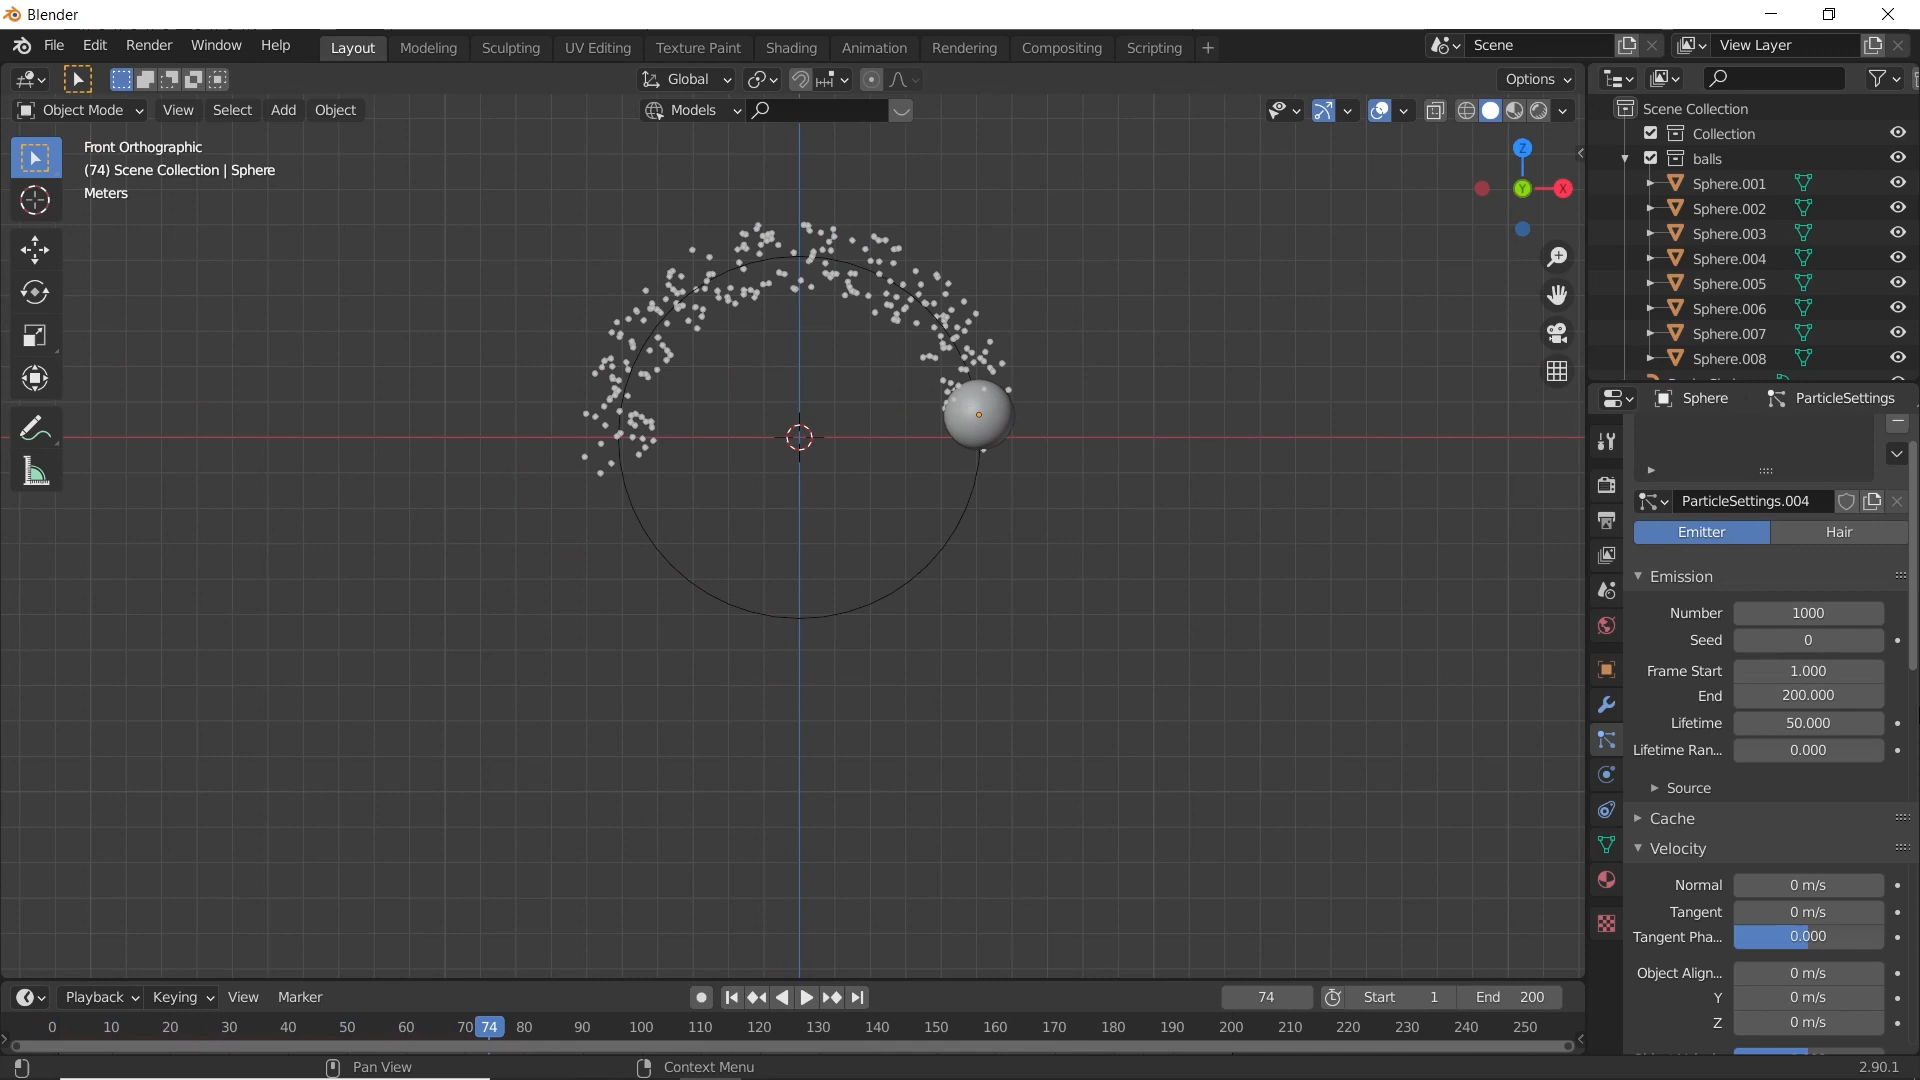 Blender
File Edit Render Window Help Layout Modeling Sculpting UV Editing Texture Paint Shading Animation Rendering Compositing Scripting + Scene View Layer
Global Options
Object Mode View Select Add Object Models
Front Orthographic
(74) Scene Collection | Sphere
Meters
Z
Y
X
Scene Collection
Collection
balls
Sphere.001
Sphere.002
Sphere.003
Sphere.004
Sphere.005
Sphere.006
Sphere.007
Sphere.008
Sphere ParticleSettings
ParticleSettings.004
Emitter Hair
Emission
Number 1000
Seed 0
Frame Start 1.000
End 200.000
Lifetime 50.000
Lifetime Ran... 0.000
Source
Cache
Velocity
Normal 0 m/s
Tangent 0 m/s
Tangent Pha... 0.000
Object Align... 0 m/s
Y 0 m/s
Z 0 m/s
Playback Keying View Marker 74 Start 1 End 200
0 10 20 30 40 50 60 70 74 80 90 100 110 120 130 140 150 160 170 180 190 200 210 220 230 240 250
Pan View Context Menu 2.90.1